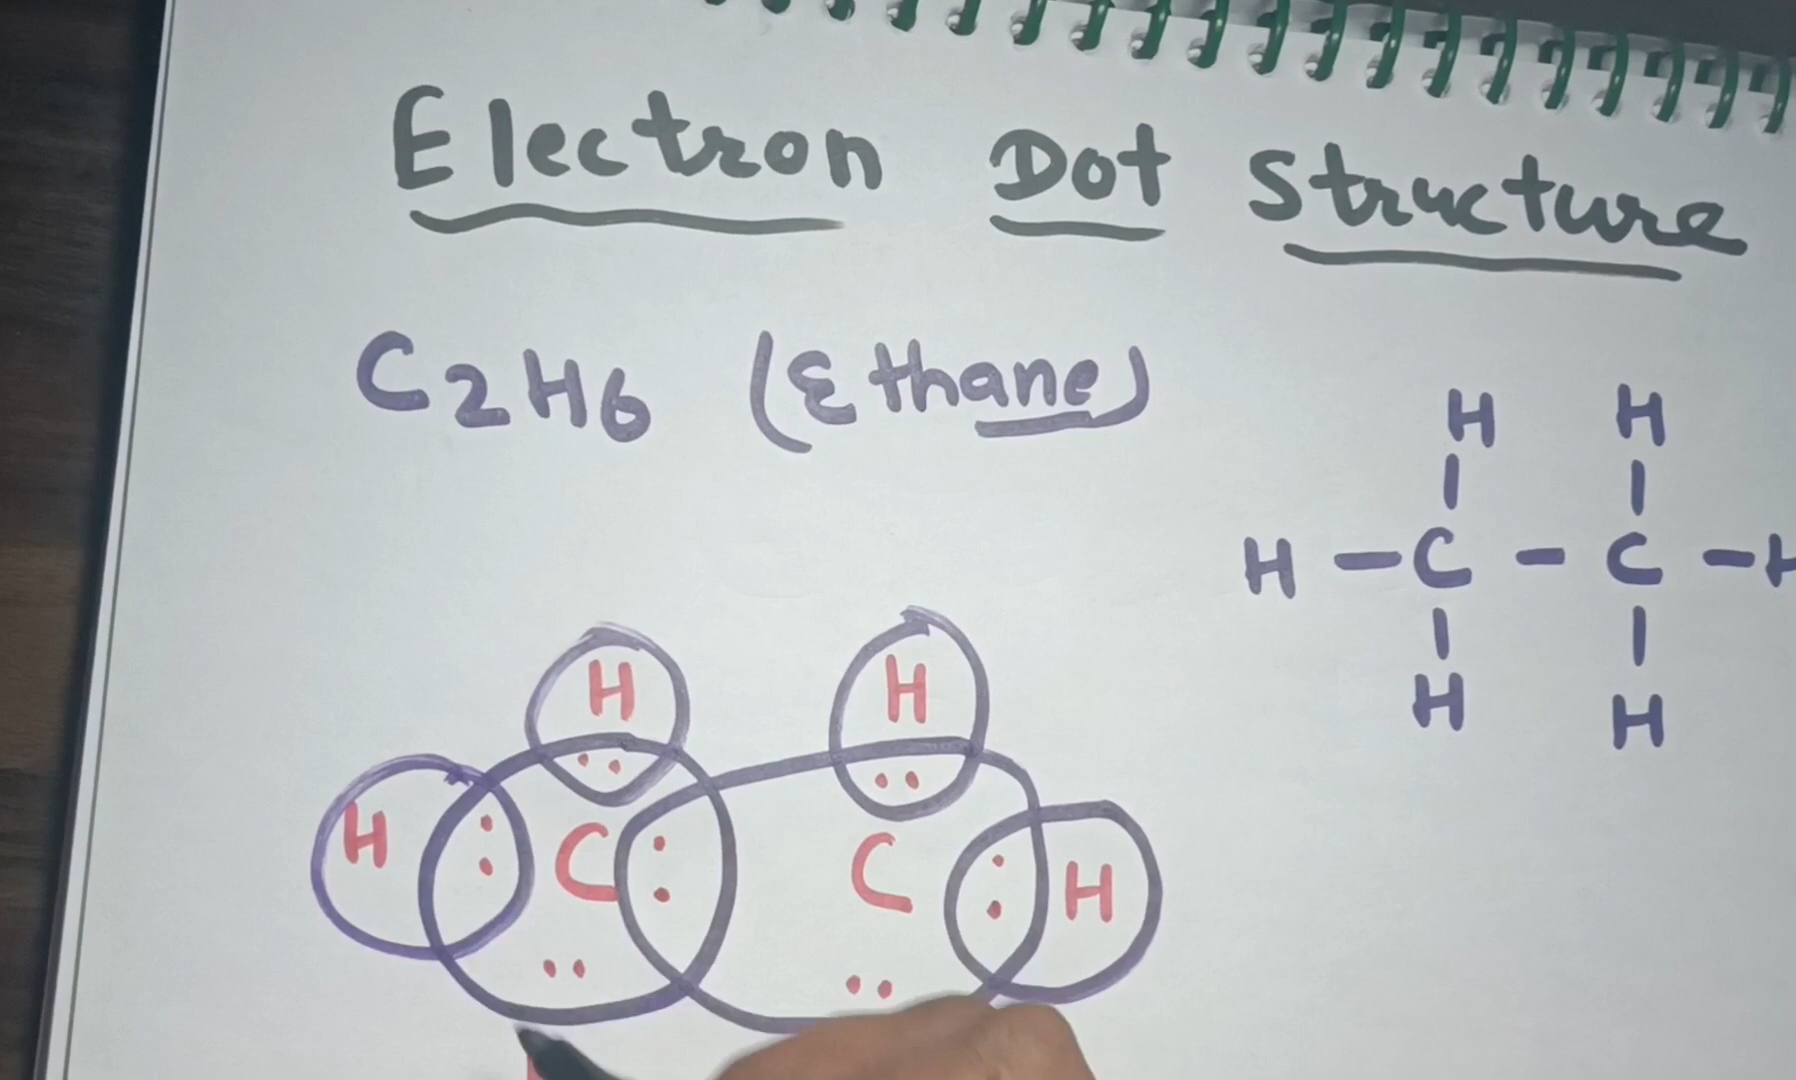 Electron Dot Structure
C2H6 (Ethane)
H H
| |
H - C - C - H
| |
H H
H H
H : C : C : H
.. ..